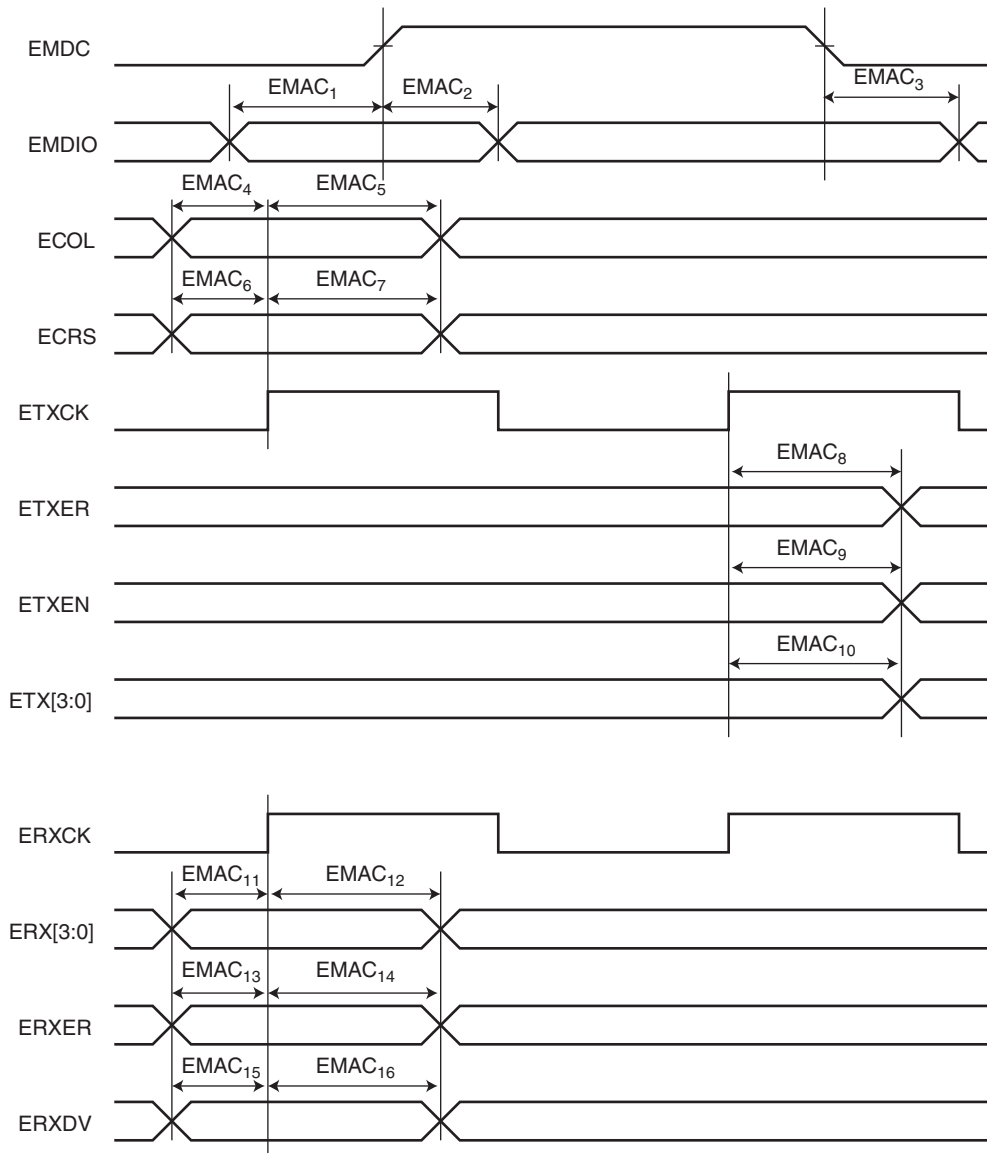 EMDC
EMAC₁ EMAC₂ EMAC₃
EMDIO
EMAC₄ EMAC₅
ECOL
EMAC₆ EMAC₇
ECRS
ETXCK
EMAC₈
ETXER
EMAC₉
ETXEN
EMAC₁₀
ETX[3:0]
ERXCK
EMAC₁₁ EMAC₁₂
ERX[3:0]
EMAC₁₃ EMAC₁₄
ERXER
EMAC₁₅ EMAC₁₆
ERXDV